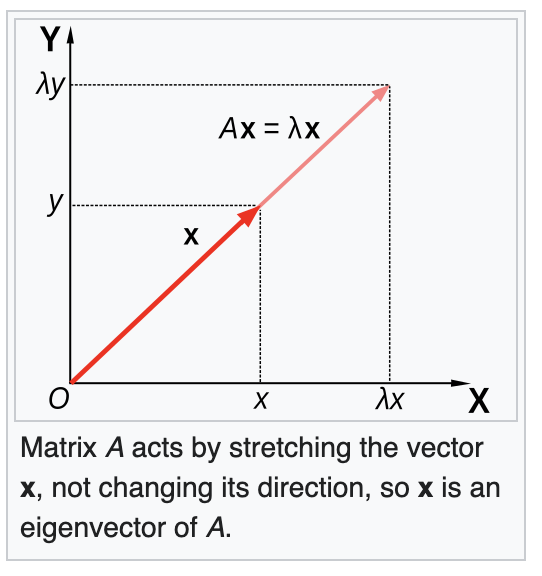 Y
λy
Ax = λx
y
x
O
x
λx
X
Matrix A acts by stretching the vector
x, not changing its direction, so x is an
eigenvector of A.